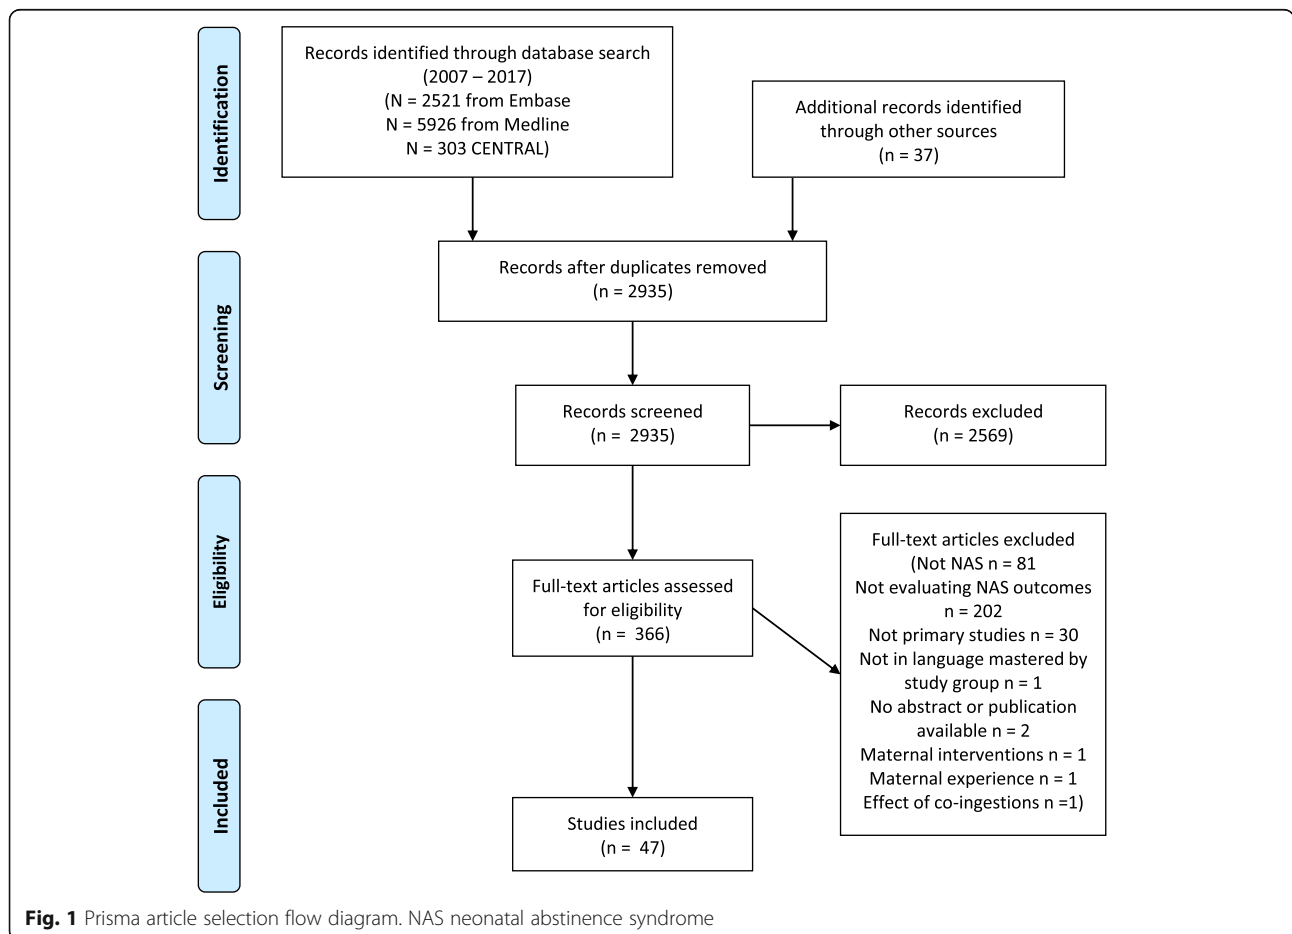 Identification
Records identified through database search
(2007 – 2017)
(N = 2521 from Embase
N = 5926 from Medline
N = 303 CENTRAL)
Additional records identified
through other sources
(n = 37)
Screening
Records after duplicates removed
(n = 2935)
Records screened
(n = 2935)
Records excluded
(n = 2569)
Eligibility
Full-text articles assessed
for eligibility
(n = 366)
Full-text articles excluded
(Not NAS n = 81
Not evaluating NAS outcomes
n = 202
Not primary studies n = 30
Not in language mastered by
study group n = 1
No abstract or publication
available n = 2
Maternal interventions n = 1
Maternal experience n = 1
Effect of co-ingestions n =1)
Included
Studies included
(n = 47)
Fig. 1 Prisma article selection flow diagram. NAS neonatal abstinence syndrome